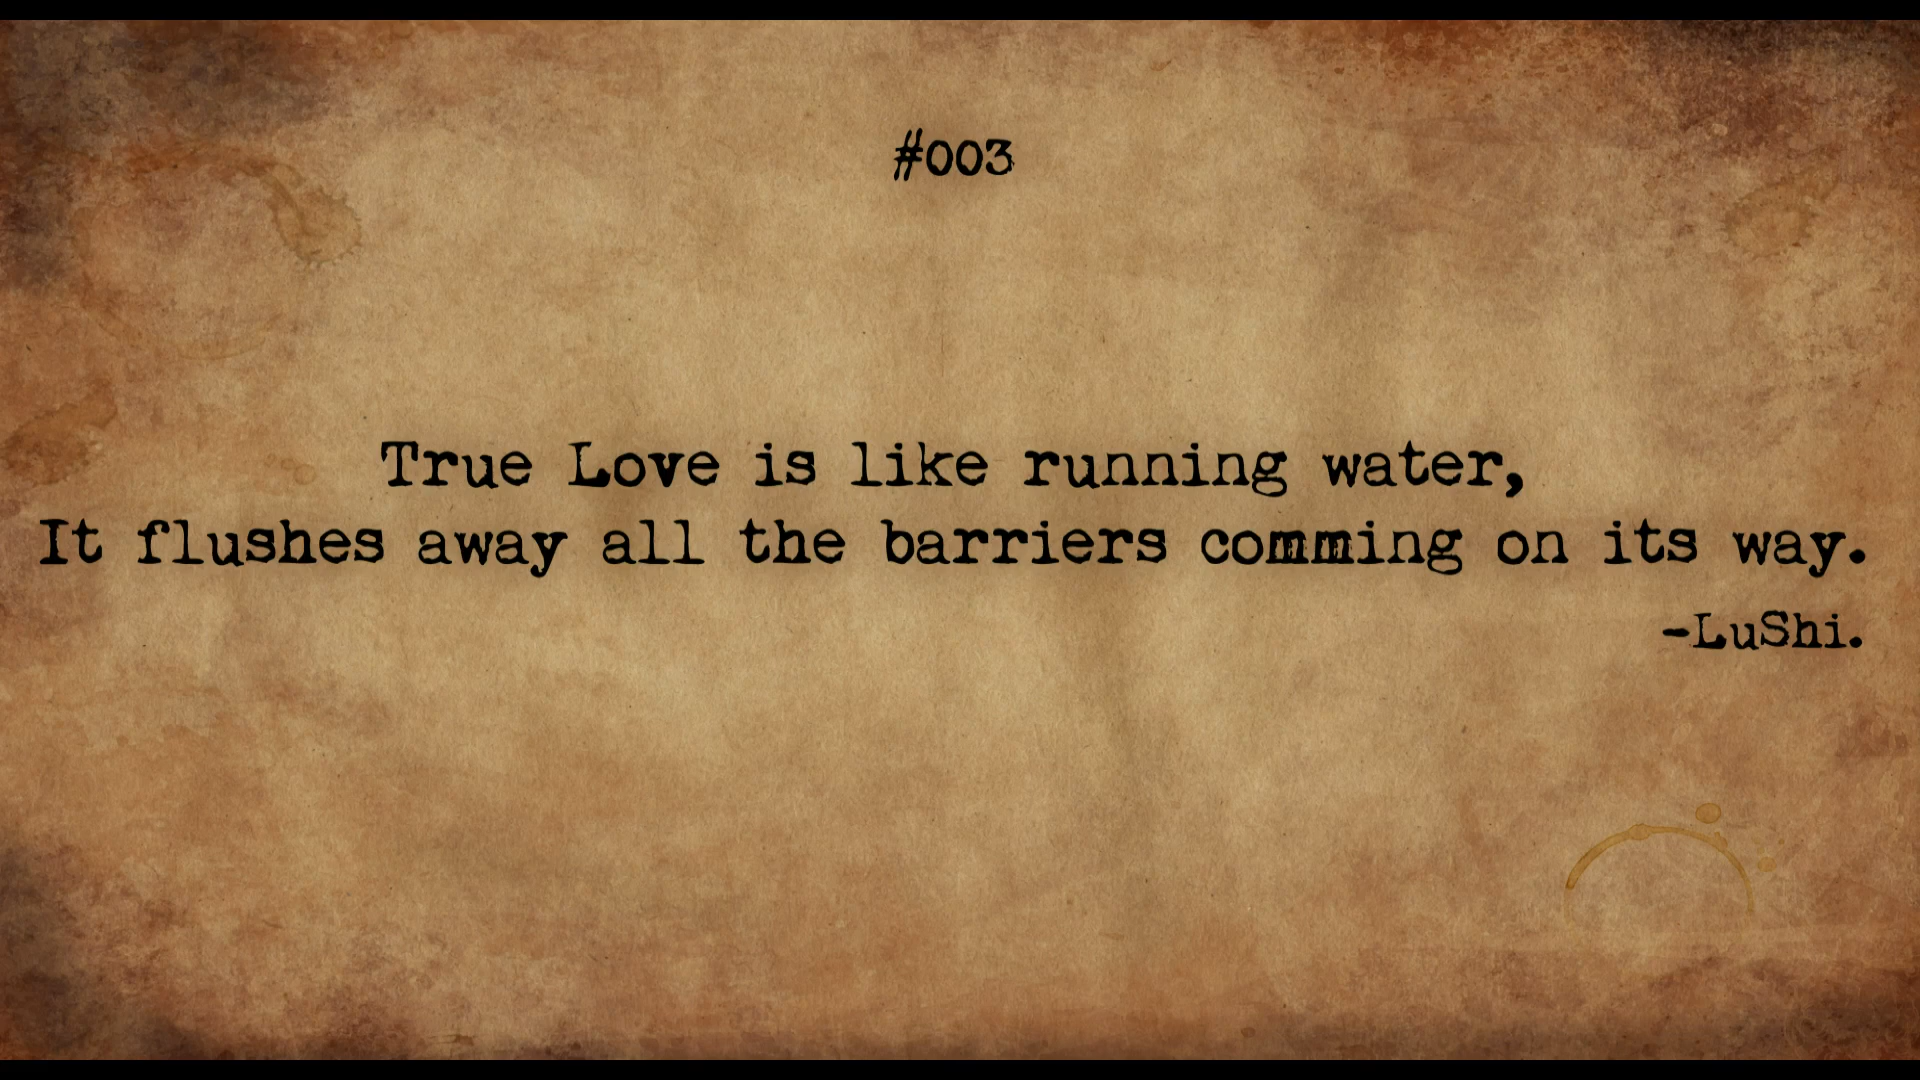 #003
True Love is like running water,
It flushes away all the barriers comming on its way.
-LuShi.